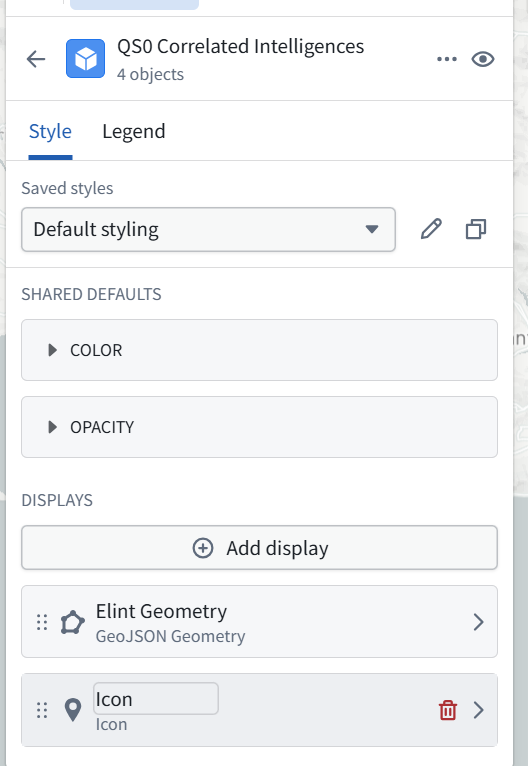 QS0 Correlated Intelligences
4 objects
Style Legend
Saved styles
Default styling
SHARED DEFAULTS
COLOR
OPACITY
DISPLAYS
Add display
Elint Geometry
GeoJSON Geometry
Icon
Icon